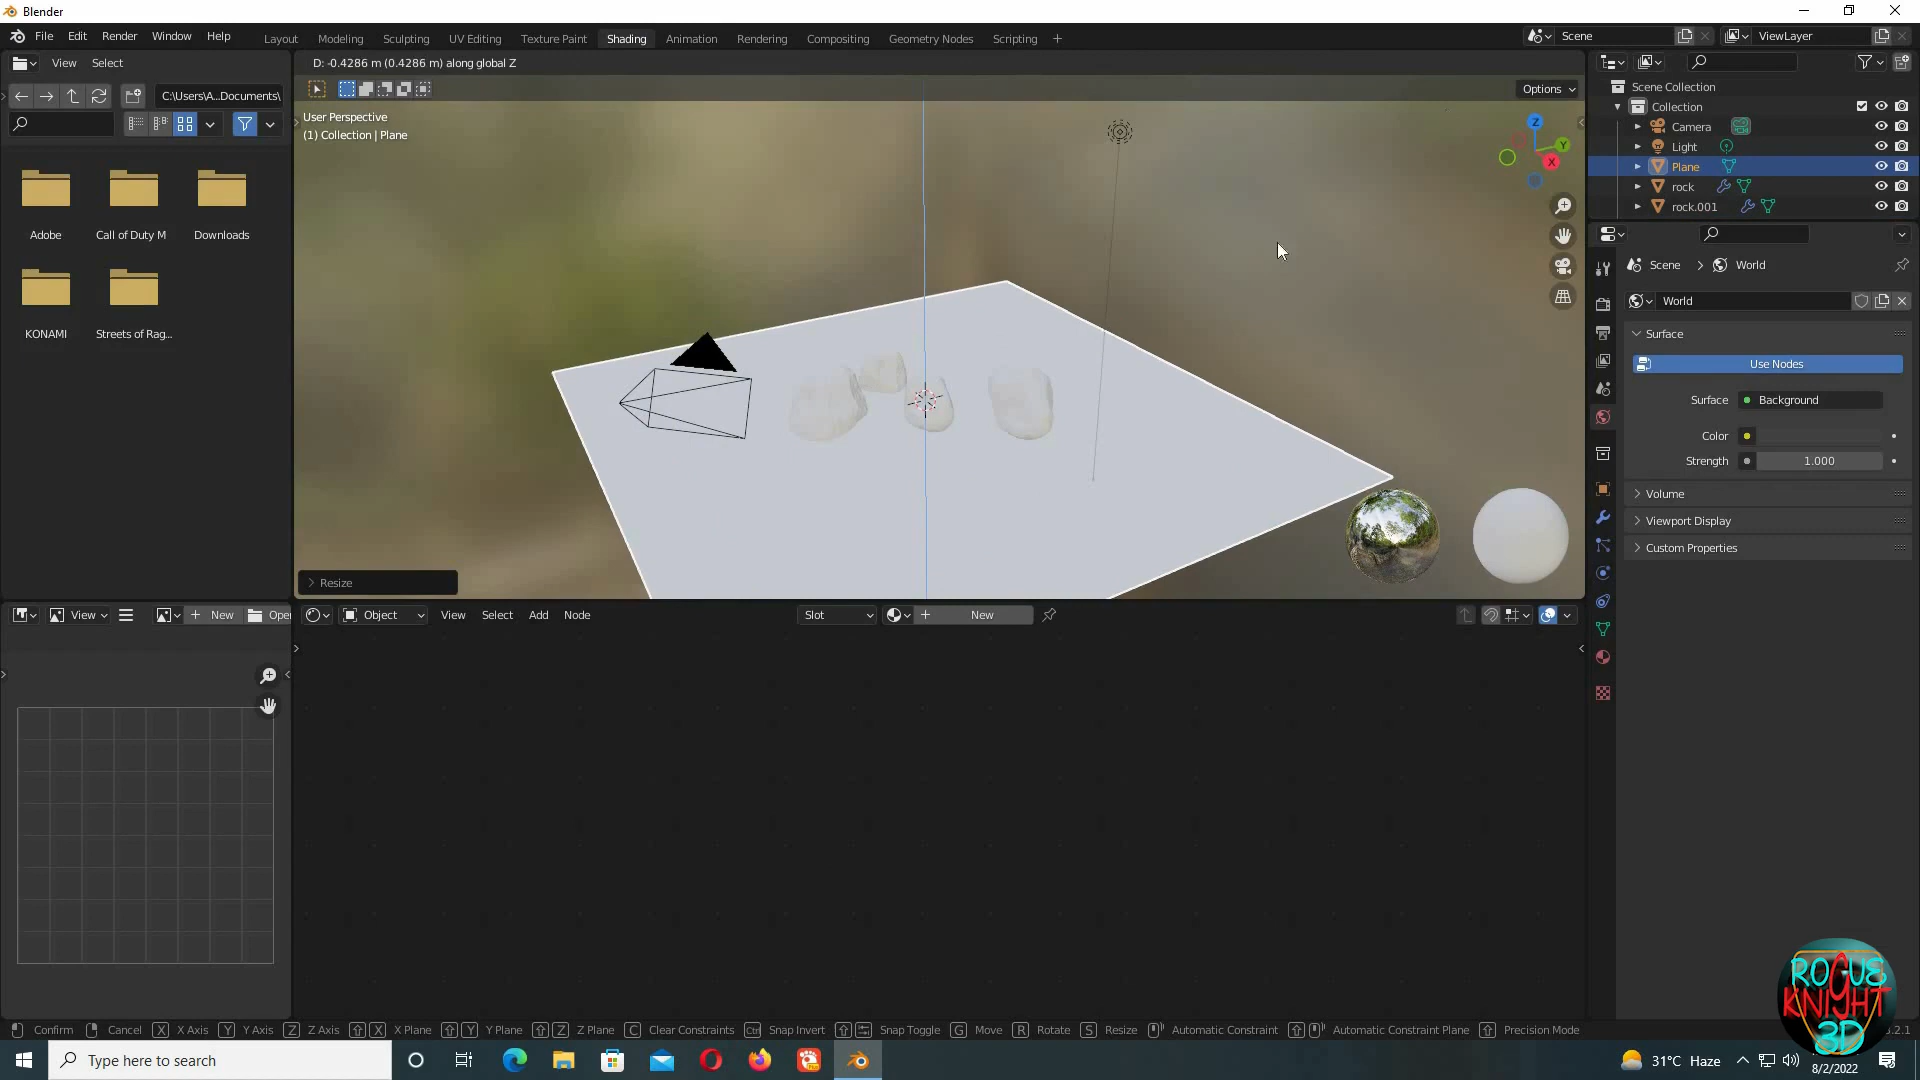 Blender
File Edit Render Window Help
Layout Modeling Sculpting UV Editing Texture Paint Shading Animation Rendering Compositing Geometry Nodes Scripting
Scene
ViewLayer
View Select
D: -0.4286 m (0.4286 m) along global Z
C:\Users\A...Documents\
Options
User Perspective
(1) Collection | Plane
Z
Y
X
Adobe
Call of Duty M
Downloads
KONAMI
Streets of Rag...
Scene Collection
Collection
Camera
Light
Plane
rock
rock.001
Scene > World
World
Surface
Use Nodes
Surface Background
Color
Strength 1.000
Volume
Viewport Display
Custom Properties
Resize
View
New
Ope
Object
View Select Add Node
Slot
New
Confirm Cancel X X Axis Y Y Axis Z Z Axis X X Plane Y Y Plane Z Z Plane C Clear Constraints Ctrl Snap Invert Snap Toggle G Move R Rotate S Resize Automatic Constraint Automatic Constraint Plane Precision Mode
ROGUE
KNIGHT
3D
Type here to search
31°C Haze
8/2/2022